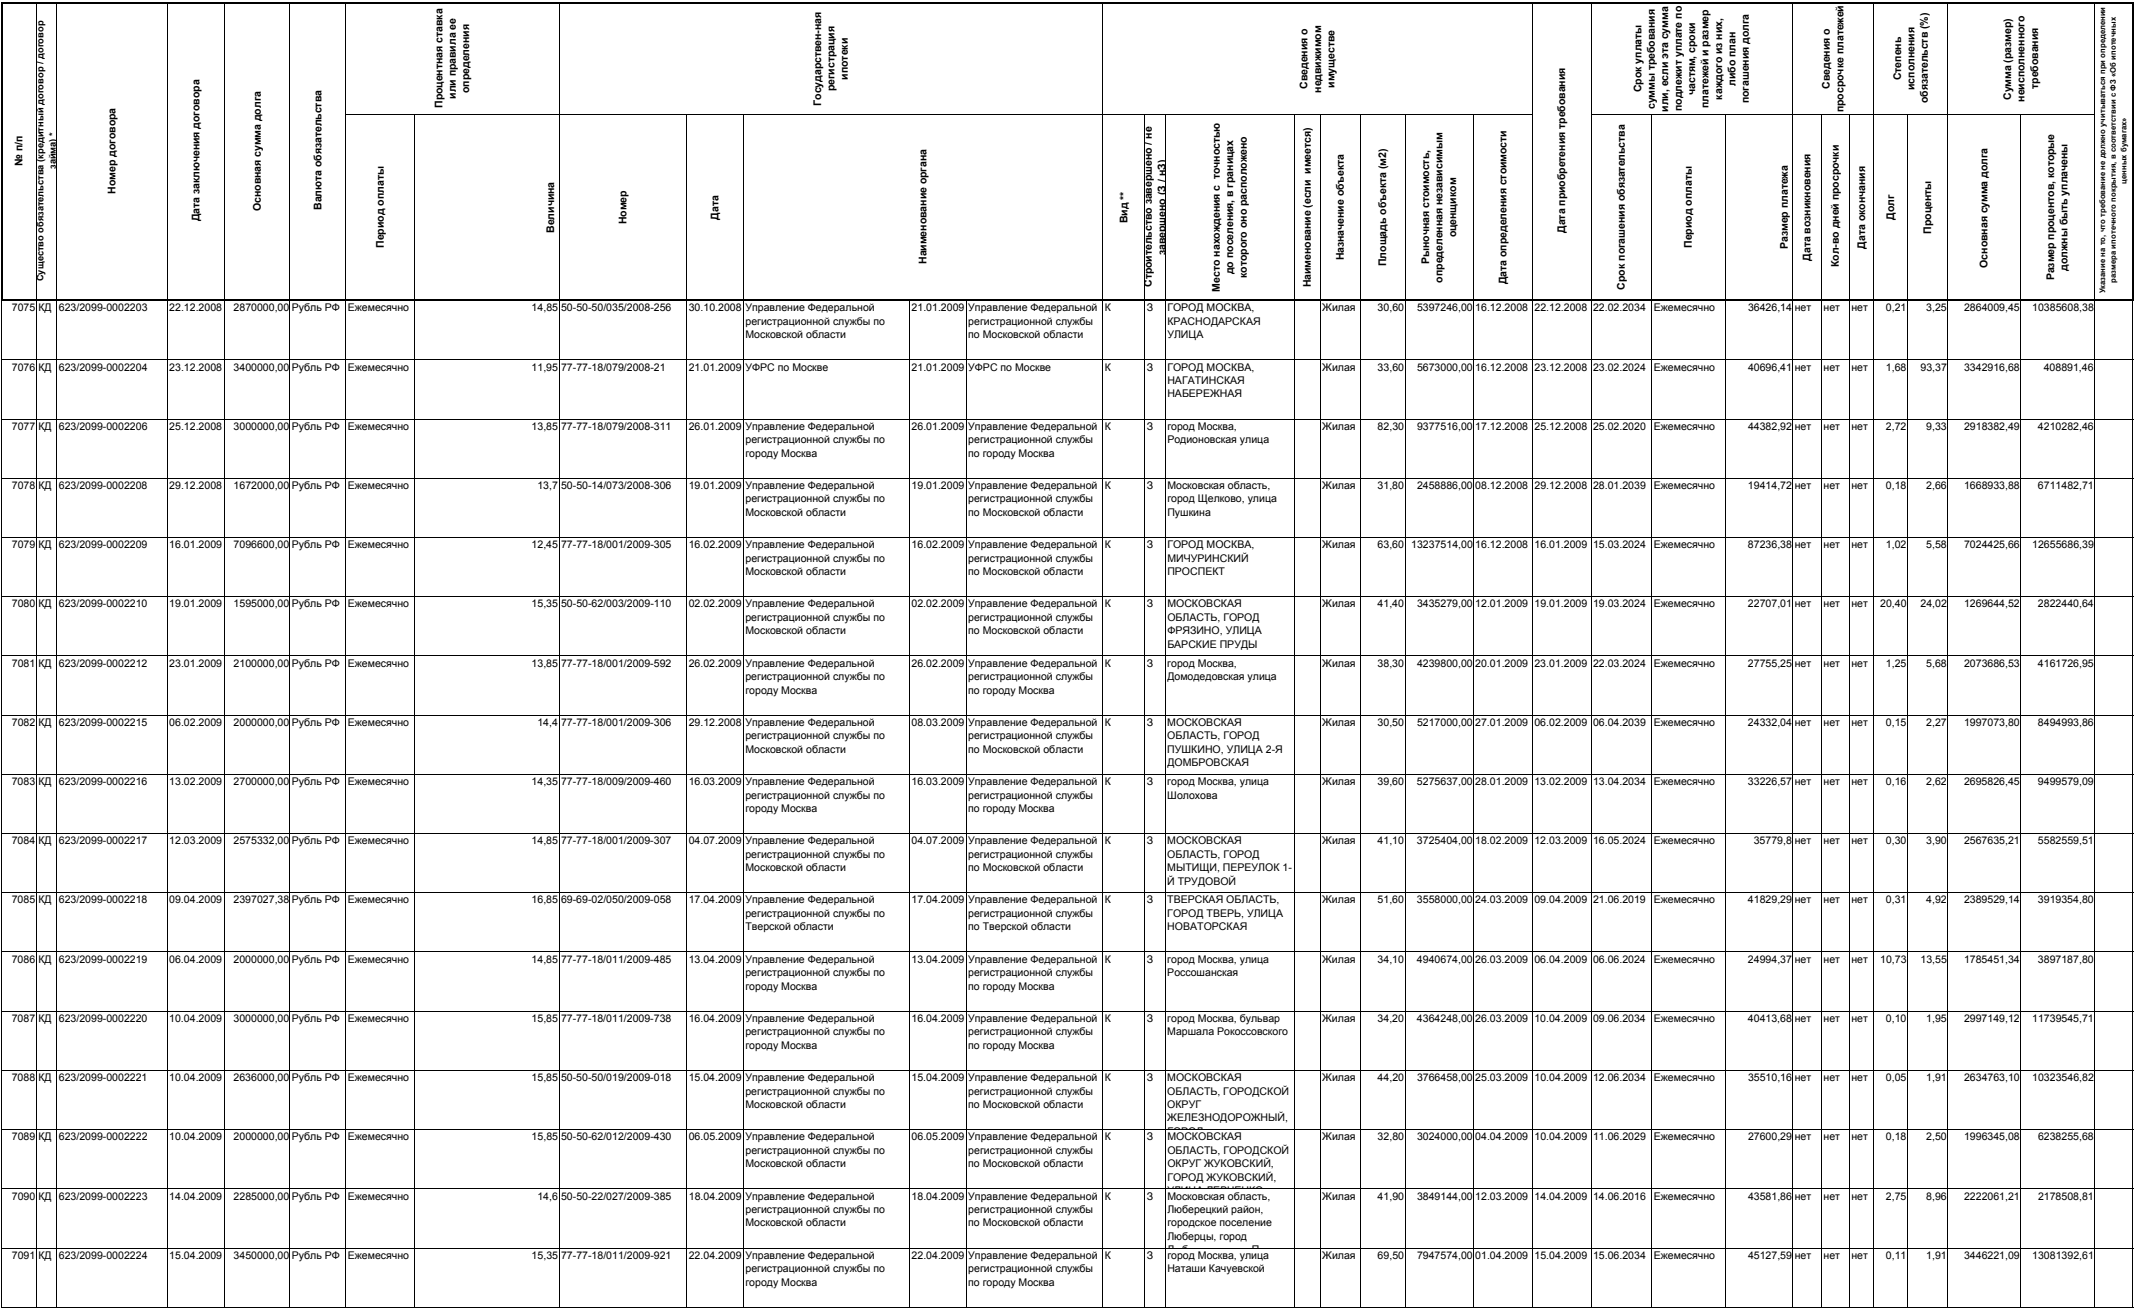 № п/п
Существо обязательства (кредитный договор / договор займа) *
Номер договора
Дата заключения договора
Основная сумма долга
Валюта обязательства
Процентная ставка или правила ее определения
Период оплаты
Величина
Государствен-ная регистрация ипотеки
Номер
Дата
Наименование органа
Сведения о недвижимом имуществе
Вид **
Строительство завершено / не завершено (З / нЗ)
Место нахождения с точностью до поселения, в границах которого оно расположено
Наименование (если имеется)
Назначение объекта
Площадь объекта (м2)
Рыночная стоимость, определенная независимым оценщиком
Дата определения стоимости
Дата приобретения требования
Срок уплаты суммы требования или, если эта сумма подлежит уплате по частям, сроки платежей и размер каждого из них, либо план погашения долга
Срок погашения обязательства
Период оплаты
Размер платежа
Сведения о просрочке платежей
Дата возникновения
Кол-во дней просрочки
Дата окончания
Степень исполнения обязательств (%)
Долг
Проценты
Сумма (размер) неисполненного требования
Основная сумма долга
Размер процентов, которые должны быть уплачены
Указание на то, что требование не должно учитываться при определении размера ипотечного покрытия, в соответствии с ФЗ «Об ипотечных ценных бумагах»
7075 КД 623/2099-0002203 22.12.2008 2870000,00 Рубль РФ Ежемесячно 14,85 50-50-50/035/2008-256 30.10.2008 Управление Федеральной регистрационной службы по Московской области 21.01.2009 Управление Федеральной регистрационной службы по Московской области К З ГОРОД МОСКВА, КРАСНОДАРСКАЯ УЛИЦА Жилая 30,60 5397246,00 16.12.2008 22.12.2008 22.02.2034 Ежемесячно 36426,14 нет нет нет 0,21 3,25 2864009,45 10385608,38
7076 КД 623/2099-0002204 23.12.2008 3400000,00 Рубль РФ Ежемесячно 11,95 77-77-18/079/2008-21 21.01.2009 УФРС по Москве 21.01.2009 УФРС по Москве К З ГОРОД МОСКВА, НАГАТИНСКАЯ НАБЕРЕЖНАЯ Жилая 33,60 5673000,00 16.12.2008 23.12.2008 23.02.2024 Ежемесячно 40696,41 нет нет нет 1,68 93,37 3342916,68 408891,46
7077 КД 623/2099-0002206 25.12.2008 3000000,00 Рубль РФ Ежемесячно 13,85 77-77-18/079/2008-311 26.01.2009 Управление Федеральной регистрационной службы по городу Москва 26.01.2009 Управление Федеральной регистрационной службы по городу Москва К З город Москва, Родионовская улица Жилая 82,30 9377516,00 17.12.2008 25.12.2008 25.02.2020 Ежемесячно 44382,92 нет нет нет 2,72 9,33 2918382,49 4210282,46
7078 КД 623/2099-0002208 29.12.2008 1672000,00 Рубль РФ Ежемесячно 13,7 50-50-14/073/2008-306 19.01.2009 Управление Федеральной регистрационной службы по Московской области 19.01.2009 Управление Федеральной регистрационной службы по Московской области К З Московская область, город Щелково, улица Пушкина Жилая 31,80 2458886,00 08.12.2008 29.12.2008 28.01.2039 Ежемесячно 19414,72 нет нет нет 0,18 2,66 1668933,88 6711482,71
7079 КД 623/2099-0002209 16.01.2009 7096600,00 Рубль РФ Ежемесячно 12,45 77-77-18/001/2009-305 16.02.2009 Управление Федеральной регистрационной службы по Московской области 16.02.2009 Управление Федеральной регистрационной службы по Московской области К З ГОРОД МОСКВА, МИЧУРИНСКИЙ ПРОСПЕКТ Жилая 63,60 13237514,00 16.12.2008 16.01.2009 15.03.2024 Ежемесячно 87236,38 нет нет нет 1,02 5,58 7024425,66 12655686,39
7080 КД 623/2099-0002210 19.01.2009 1595000,00 Рубль РФ Ежемесячно 15,35 50-50-62/003/2009-110 02.02.2009 Управление Федеральной регистрационной службы по Московской области 02.02.2009 Управление Федеральной регистрационной службы по Московской области К З МОСКОВСКАЯ ОБЛАСТЬ, ГОРОД ФРЯЗИНО, УЛИЦА БАРСКИЕ ПРУДЫ Жилая 41,40 3435279,00 12.01.2009 19.01.2009 19.03.2024 Ежемесячно 22707,01 нет нет нет 20,40 24,02 1269644,52 2822440,64
7081 КД 623/2099-0002212 23.01.2009 2100000,00 Рубль РФ Ежемесячно 13,85 77-77-18/001/2009-592 26.02.2009 Управление Федеральной регистрационной службы по городу Москва 26.02.2009 Управление Федеральной регистрационной службы по городу Москва К З город Москва, Домодедовская улица Жилая 38,30 4239800,00 20.01.2009 23.01.2009 22.03.2024 Ежемесячно 27755,25 нет нет нет 1,25 5,68 2073686,53 4161726,95
7082 КД 623/2099-0002215 06.02.2009 2000000,00 Рубль РФ Ежемесячно 14,4 77-77-18/001/2009-306 29.12.2008 Управление Федеральной регистрационной службы по Московской области 08.03.2009 Управление Федеральной регистрационной службы по Московской области К З МОСКОВСКАЯ ОБЛАСТЬ, ГОРОД ПУШКИНО, УЛИЦА 2-Я ДОМБРОВСКАЯ Жилая 30,50 5217000,00 27.01.2009 06.02.2009 06.04.2039 Ежемесячно 24332,04 нет нет нет 0,15 2,27 1997073,80 8494993,86
7083 КД 623/2099-0002216 13.02.2009 2700000,00 Рубль РФ Ежемесячно 14,35 77-77-18/009/2009-460 16.03.2009 Управление Федеральной регистрационной службы по городу Москва 16.03.2009 Управление Федеральной регистрационной службы по городу Москва К З город Москва, улица Шолохова Жилая 39,60 5275637,00 28.01.2009 13.02.2009 13.04.2034 Ежемесячно 33226,57 нет нет нет 0,16 2,62 2695826,45 9499579,09
7084 КД 623/2099-0002217 12.03.2009 2575332,00 Рубль РФ Ежемесячно 14,85 77-77-18/001/2009-307 04.07.2009 Управление Федеральной регистрационной службы по Московской области 04.07.2009 Управление Федеральной регистрационной службы по Московской области К З МОСКОВСКАЯ ОБЛАСТЬ, ГОРОД МЫТИЩИ, ПЕРЕУЛОК 1-Й ТРУДОВОЙ Жилая 41,10 3725404,00 18.02.2009 12.03.2009 16.05.2024 Ежемесячно 35779,8 нет нет нет 0,30 3,90 2567635,21 5582559,51
7085 КД 623/2099-0002218 09.04.2009 2397027,38 Рубль РФ Ежемесячно 16,85 69-69-02/050/2009-058 17.04.2009 Управление Федеральной регистрационной службы по Тверской области 17.04.2009 Управление Федеральной регистрационной службы по Тверской области К З ТВЕРСКАЯ ОБЛАСТЬ, ГОРОД ТВЕРЬ, УЛИЦА НОВАТОРСКАЯ Жилая 51,60 3558000,00 24.03.2009 09.04.2009 21.06.2019 Ежемесячно 41829,29 нет нет нет 0,31 4,92 2389529,14 3919354,80
7086 КД 623/2099-0002219 06.04.2009 2000000,00 Рубль РФ Ежемесячно 14,85 77-77-18/011/2009-485 13.04.2009 Управление Федеральной регистрационной службы по городу Москва 13.04.2009 Управление Федеральной регистрационной службы по городу Москва К З город Москва, улица Россошанская Жилая 34,10 4940674,00 26.03.2009 06.04.2009 06.06.2024 Ежемесячно 24994,37 нет нет нет 10,73 13,55 1785451,34 3897187,80
7087 КД 623/2099-0002220 10.04.2009 3000000,00 Рубль РФ Ежемесячно 15,85 77-77-18/011/2009-738 16.04.2009 Управление Федеральной регистрационной службы по городу Москва 16.04.2009 Управление Федеральной регистрационной службы по городу Москва К З город Москва, бульвар Маршала Рокоссовского Жилая 34,20 4364248,00 26.03.2009 10.04.2009 09.06.2034 Ежемесячно 40413,68 нет нет нет 0,10 1,95 2997149,12 11739545,71
7088 КД 623/2099-0002221 10.04.2009 2636000,00 Рубль РФ Ежемесячно 15,85 50-50-50/019/2009-018 15.04.2009 Управление Федеральной регистрационной службы по Московской области 15.04.2009 Управление Федеральной регистрационной службы по Московской области К З МОСКОВСКАЯ ОБЛАСТЬ, ГОРОДСКОЙ ОКРУГ ЖЕЛЕЗНОДОРОЖНЫЙ, Жилая 44,20 3766458,00 25.03.2009 10.04.2009 12.06.2034 Ежемесячно 35510,16 нет нет нет 0,05 1,91 2634763,10 10323546,82
7089 КД 623/2099-0002222 10.04.2009 2000000,00 Рубль РФ Ежемесячно 15,85 50-50-62/012/2009-430 06.05.2009 Управление Федеральной регистрационной службы по Московской области 06.05.2009 Управление Федеральной регистрационной службы по Московской области К З МОСКОВСКАЯ ОБЛАСТЬ, ГОРОДСКОЙ ОКРУГ ЖУКОВСКИЙ, ГОРОД ЖУКОВСКИЙ, Жилая 32,80 3024000,00 04.04.2009 10.04.2009 11.06.2029 Ежемесячно 27600,29 нет нет нет 0,18 2,50 1996345,08 6238255,68
7090 КД 623/2099-0002223 14.04.2009 2285000,00 Рубль РФ Ежемесячно 14,6 50-50-22/027/2009-385 18.04.2009 Управление Федеральной регистрационной службы по Московской области 18.04.2009 Управление Федеральной регистрационной службы по Московской области К З Московская область, Люберецкий район, городское поселение Люберцы, город Жилая 41,90 3849144,00 12.03.2009 14.04.2009 14.06.2016 Ежемесячно 43581,86 нет нет нет 2,75 8,96 2222061,21 2178508,81
7091 КД 623/2099-0002224 15.04.2009 3450000,00 Рубль РФ Ежемесячно 15,35 77-77-18/011/2009-921 22.04.2009 Управление Федеральной регистрационной службы по городу Москва 22.04.2009 Управление Федеральной регистрационной службы по городу Москва К З город Москва, улица Наташи Качуевской Жилая 69,50 7947574,00 01.04.2009 15.04.2009 15.06.2034 Ежемесячно 45127,59 нет нет нет 0,11 1,91 3446221,09 13081392,61